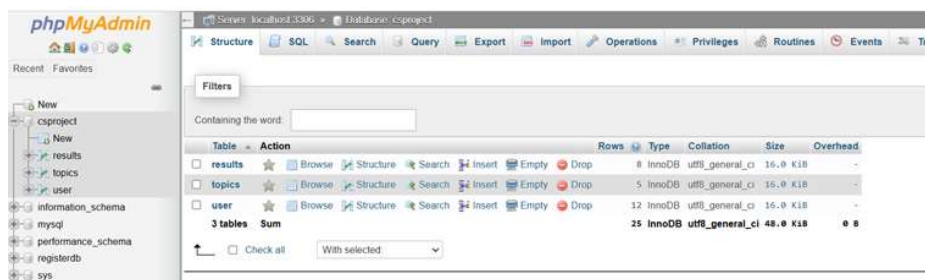 phpMyAdmin
Recent Favorites
New
csproject
New
results
topics
user
information_schema
mysql
performance_schema
registerdb
sys
Server: localhost:3306 » Database: csproject
Structure SQL Search Query Export Import Operations Privileges Routines Events
Filters
Containing the word:
Table Action Rows Type Collation Size Overhead
results Browse Structure Search Insert Empty Drop 8 InnoDB utf8_general_ci 16.0 KiB -
topics Browse Structure Search Insert Empty Drop 5 InnoDB utf8_general_ci 16.0 KiB -
user Browse Structure Search Insert Empty Drop 12 InnoDB utf8_general_ci 16.0 KiB -
3 tables Sum 25 InnoDB utf8_general_ci 48.0 KiB 0 B
Check all With selected: